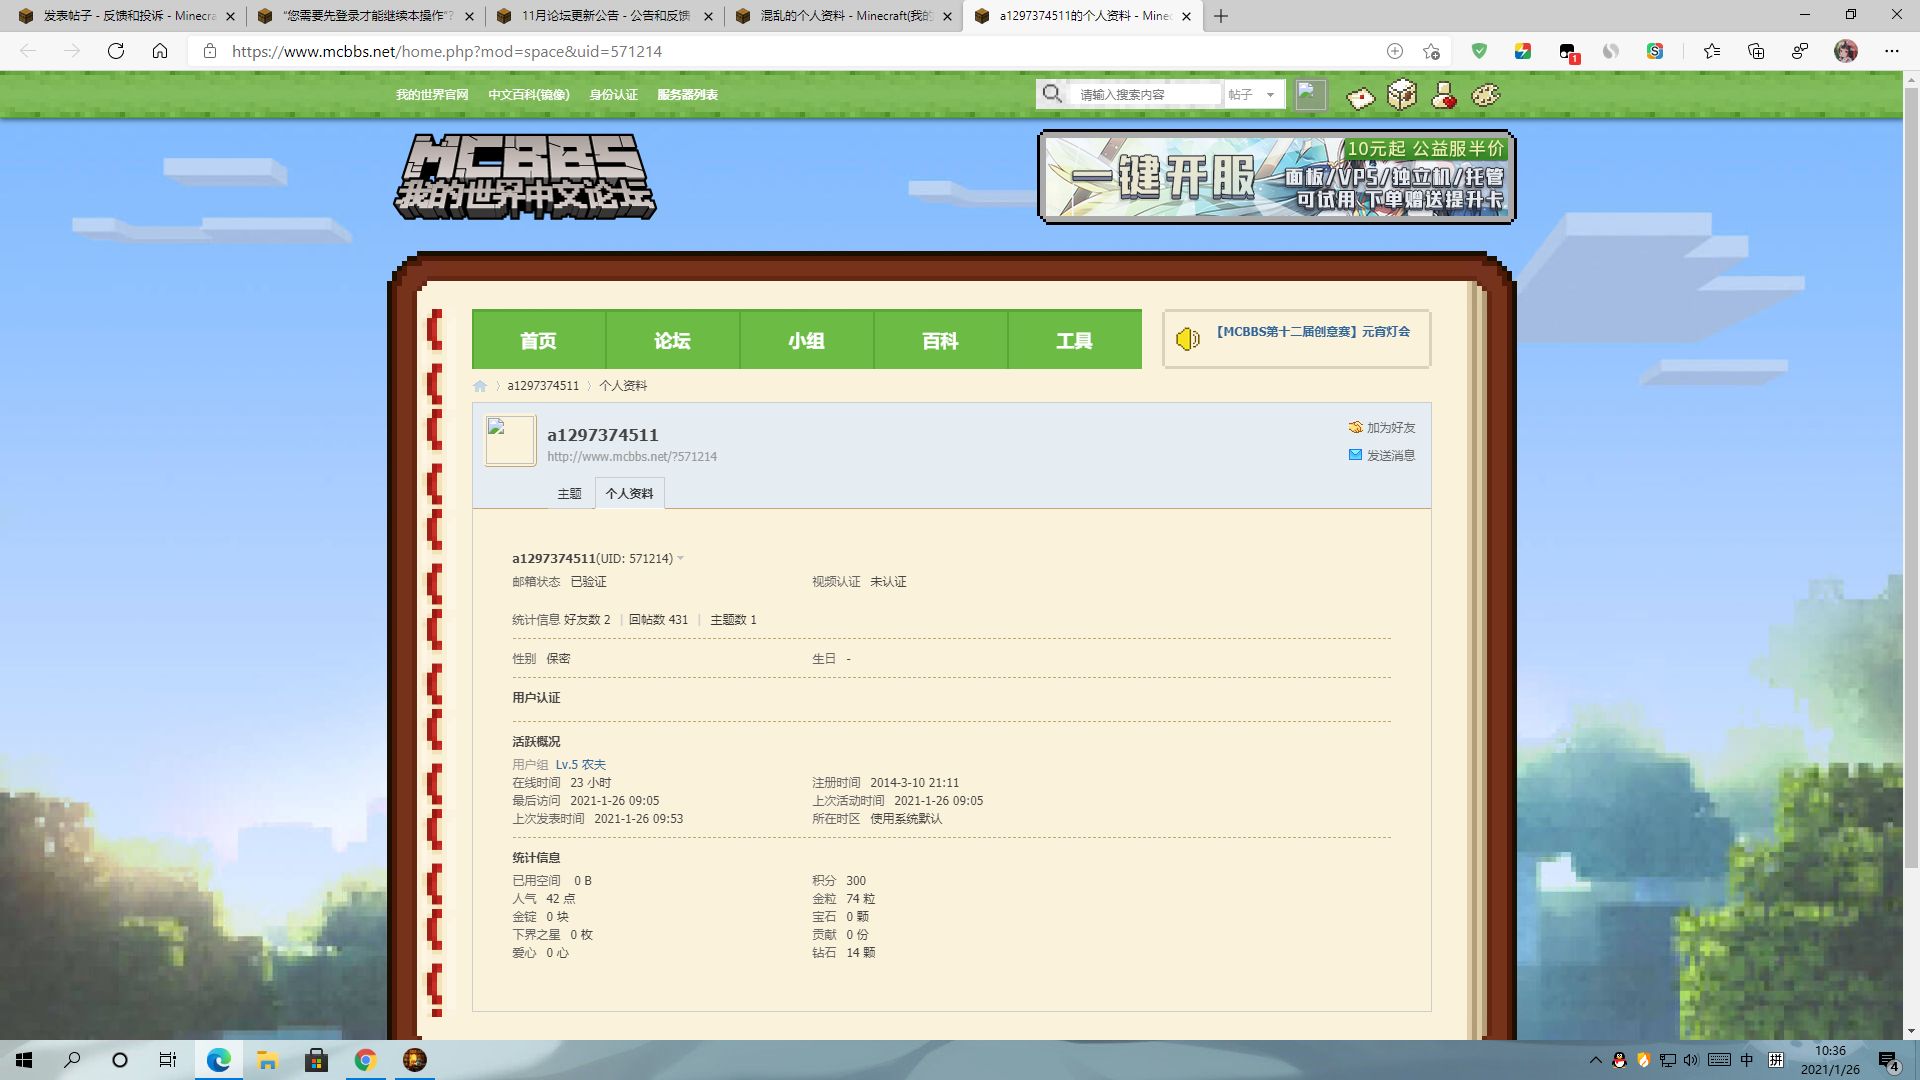 发表帖子 - 反馈和投诉 - Minecra
“您需要先登录才能继续本操作”?
11月论坛更新公告 - 公告和反馈
混乱的个人资料 - Minecraft(我的
a1297374511的个人资料 - Minec
https://www.mcbbs.net/home.php?mod=space&uid=571214
1
我的世界官网 中文百科(镜像) 身份认证 服务器列表
请输入搜索内容 帖子
MCBBS
我的世界中文论坛
10元起 公益服半价
一键开服
面板/VPS/独立机/托管
可试用 下单赠送提升卡
首页 论坛 小组 百科 工具
【MCBBS第十二届创意赛】元宵灯会
a1297374511 个人资料
a1297374511
http://www.mcbbs.net/?571214
加为好友
发送消息
主题 个人资料
a1297374511(UID: 571214)
邮箱状态 已验证 视频认证 未认证
统计信息 好友数 2 | 回帖数 431 | 主题数 1
性别 保密 生日 -
用户认证
活跃概况
用户组 Lv.5 农夫
在线时间 23 小时 注册时间 2014-3-10 21:11
最后访问 2021-1-26 09:05 上次活动时间 2021-1-26 09:05
上次发表时间 2021-1-26 09:53 所在时区 使用系统默认
统计信息
已用空间 0 B 积分 300
人气 42 点 金粒 74 粒
金锭 0 块 宝石 0 颗
下界之星 0 枚 贡献 0 份
爱心 0 心 钻石 14 颗
中 拼
10:36
2021/1/26
4